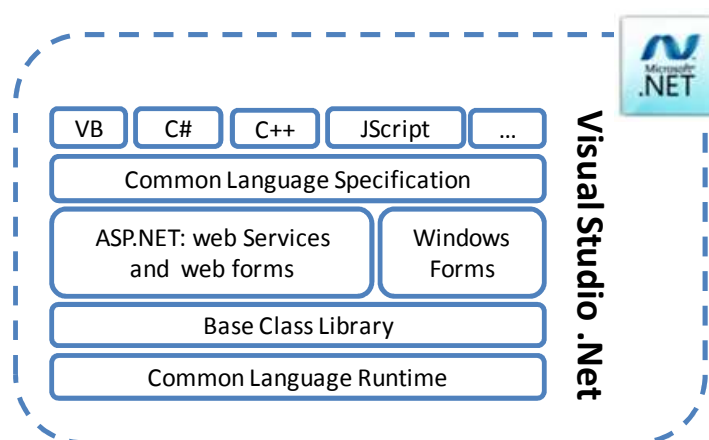 Microsoft®
.NET
VB
C#
C++
JScript
...
Common Language Specification
ASP.NET: web Services
and web forms
Windows
Forms
Base Class Library
Common Language Runtime
Visual Studio .Net